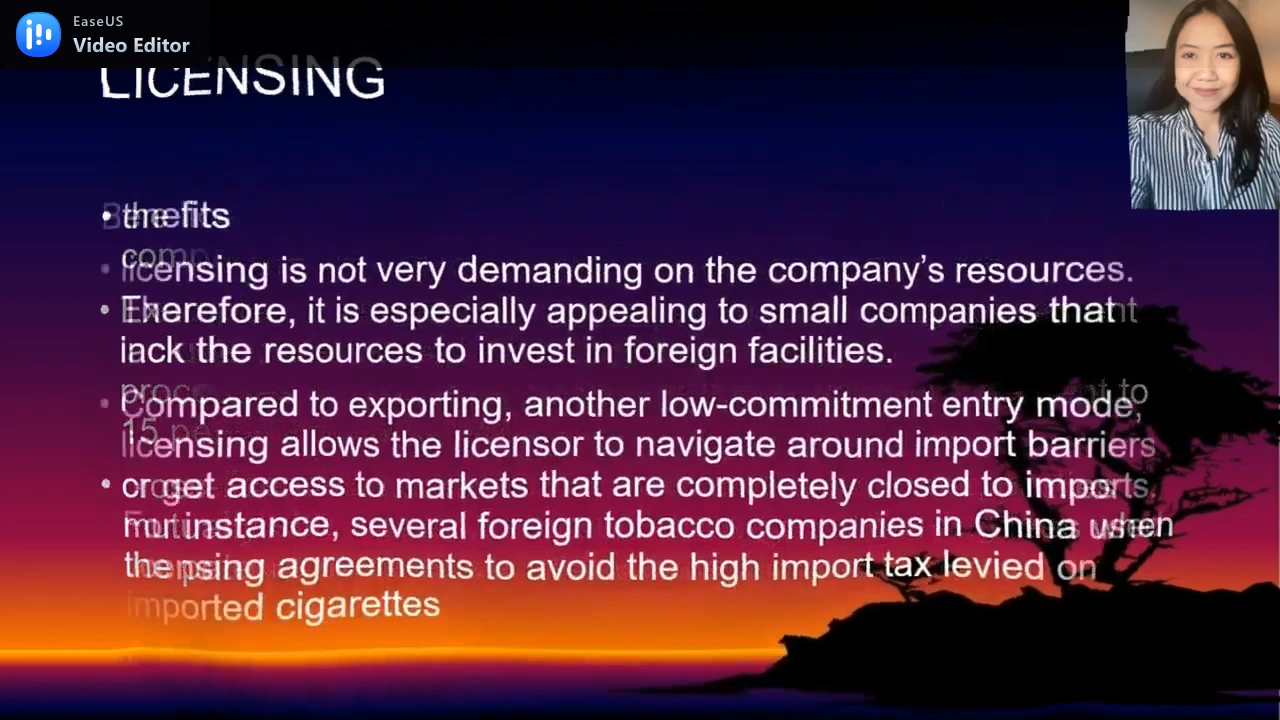 EaseUS
Video Editor
LICENSING
licensing is not very demanding on the company's resources.
Therefore, it is especially appealing to small companies that
lack the resources to invest in foreign facilities.
Compared to exporting, another low-commitment entry mode,
licensing allows the licensor to navigate around import barriers
or get access to markets that are completely closed to imports.
instance, several foreign tobacco companies in China
agreements to avoid the high import tax levied on
imported cigarettes